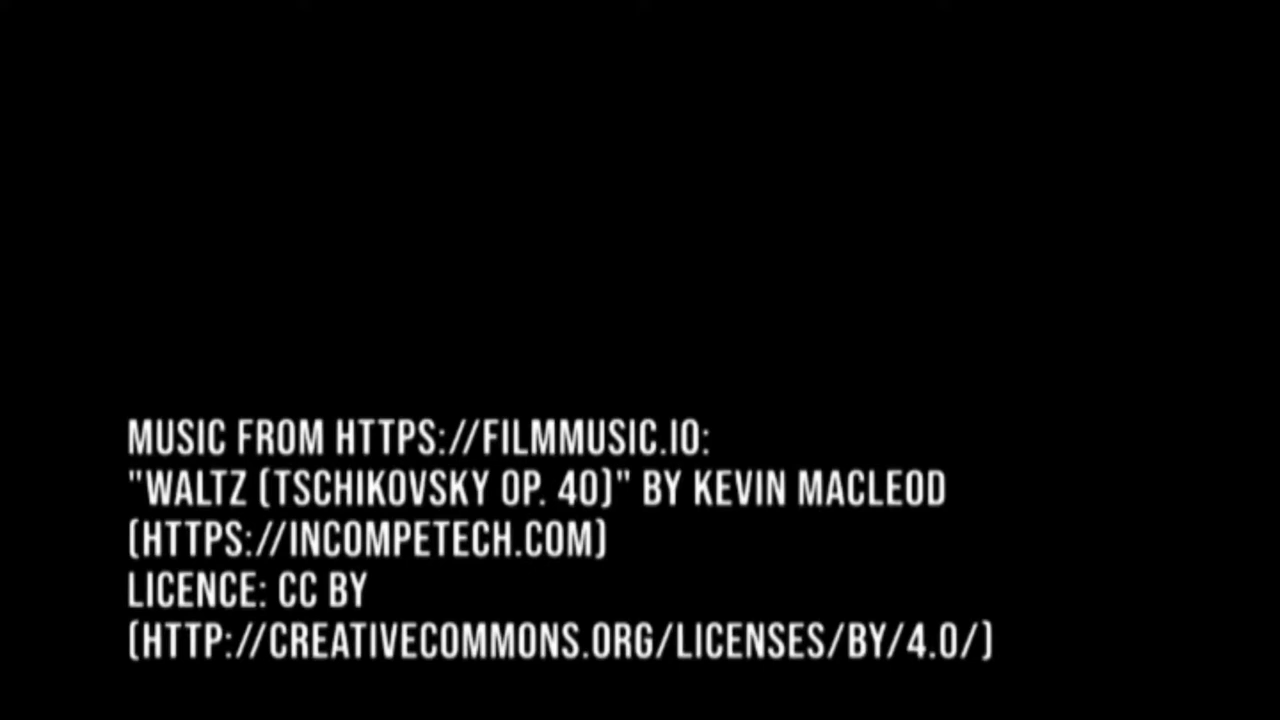 MUSIC FROM HTTPS://FILMMUSIC.IO:
"WALTZ (TSCHIKOVSKY OP. 40)" BY KEVIN MACLEOD
(HTTPS://INCOMPETECH.COM)
LICENCE: CC BY
(HTTP://CREATIVECOMMONS.ORG/LICENSES/BY/4.0/)